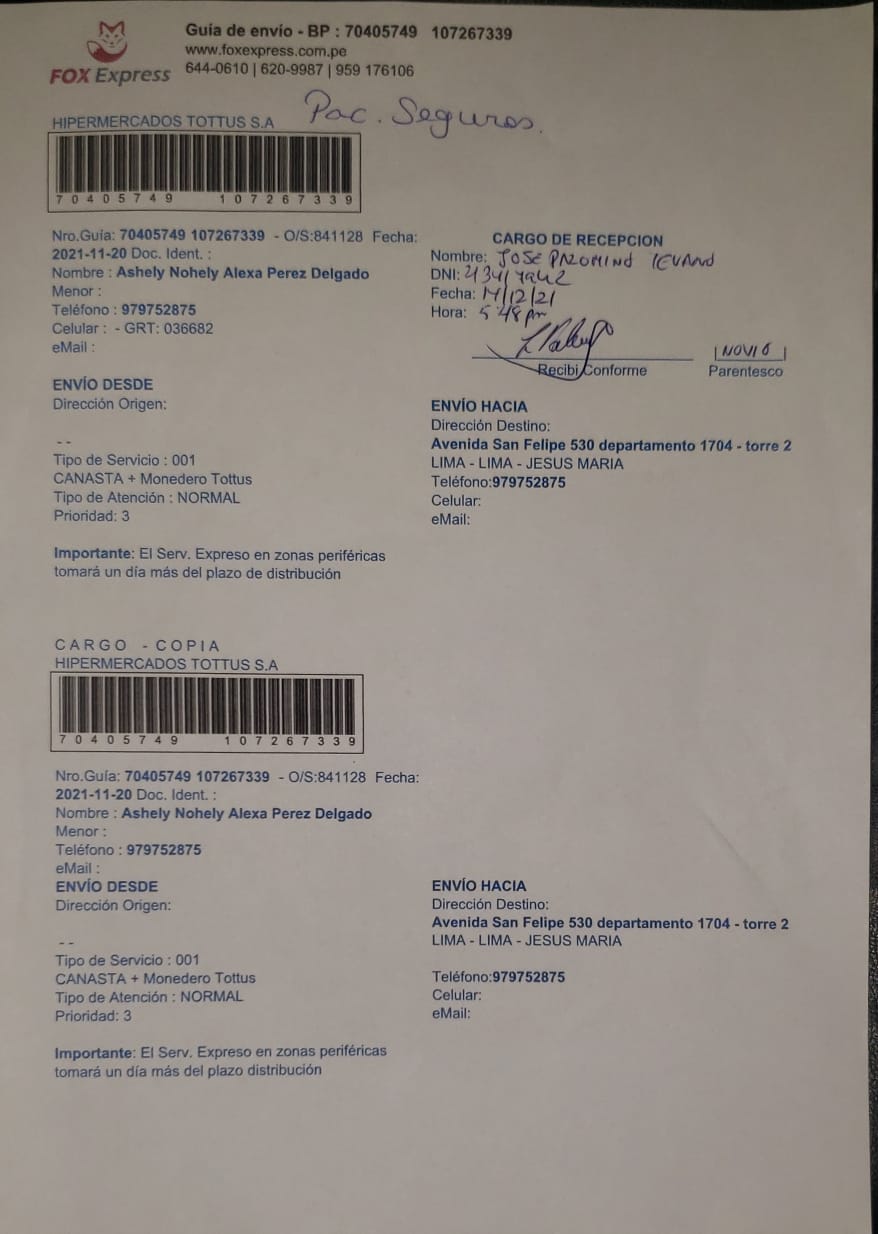 FOX Express
Guía de envío - BP : 70405749 107267339
www.foxexpress.com.pe
644-0610 | 620-9987 | 959 176106
Pac. Seguros.
HIPERMERCADOS TOTTUS S.A
70405749 107267339
Nro.Guía: 70405749 107267339 - O/S:841128 Fecha:
2021-11-20 Doc. Ident. :
Nombre : Ashely Nohely Alexa Perez Delgado
Menor :
Teléfono : 979752875
Celular : - GRT: 036682
eMail :
CARGO DE RECEPCION
Nombre: JOSE PALOMINO
DNI:
Fecha: 14/12/21
Hora: 5:48 pm
Recibi Conforme
NOVIO
Parentesco
ENVÍO DESDE
Dirección Origen:
- -
Tipo de Servicio : 001
CANASTA + Monedero Tottus
Tipo de Atención : NORMAL
Prioridad: 3
ENVÍO HACIA
Dirección Destino:
Avenida San Felipe 530 departamento 1704 - torre 2
LIMA - LIMA - JESUS MARIA
Teléfono:979752875
Celular:
eMail:
Importante: El Serv. Expreso en zonas periféricas
tomará un día más del plazo de distribución
CARGO - COPIA
HIPERMERCADOS TOTTUS S.A
70405749 107267339
Nro.Guía: 70405749 107267339 - O/S:841128 Fecha:
2021-11-20 Doc. Ident. :
Nombre : Ashely Nohely Alexa Perez Delgado
Menor :
Teléfono : 979752875
eMail :
ENVÍO DESDE
Dirección Origen:
- -
Tipo de Servicio : 001
CANASTA + Monedero Tottus
Tipo de Atención : NORMAL
Prioridad: 3
ENVÍO HACIA
Dirección Destino:
Avenida San Felipe 530 departamento 1704 - torre 2
LIMA - LIMA - JESUS MARIA
Teléfono:979752875
Celular:
eMail:
Importante: El Serv. Expreso en zonas periféricas
tomará un día más del plazo distribución